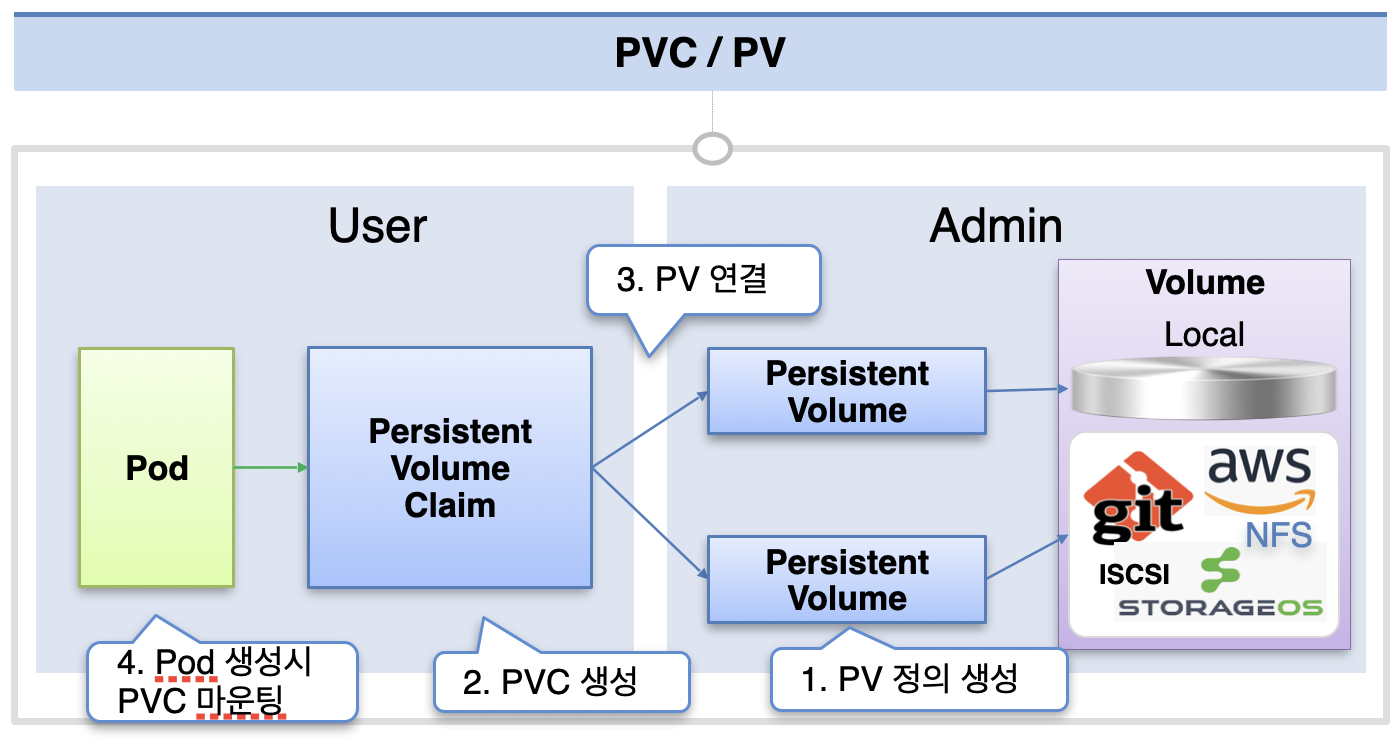 PVC / PV
User
Admin
3. PV 연결
Volume
Local
Pod
Persistent
Volume
Claim
Persistent
Volume
Persistent
Volume
git
aws
NFS
ISCSI
STORAGEOS
4. Pod 생성시
PVC 마운팅
2. PVC 생성
1. PV 정의 생성